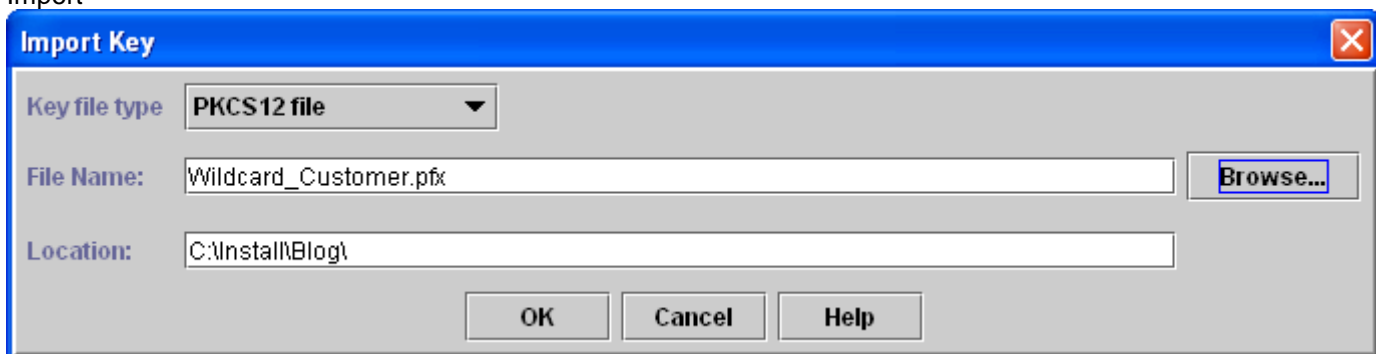 Import
Import Key
Key file type PKCS12 file
File Name: Wildcard_Customer.pfx Browse...
Location: C:\Install\Blog\
OK Cancel Help